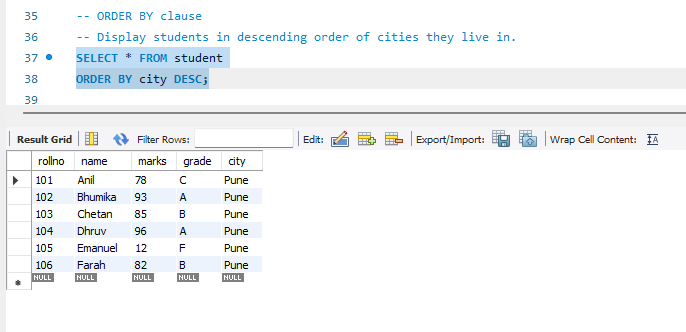 35 -- ORDER BY clause
36 -- Display students in descending order of cities they live in.
37 SELECT * FROM student
38 ORDER BY city DESC;
39
Result Grid Filter Rows: Edit: Export/Import: Wrap Cell Content: IA
rollno name marks grade city
101 Anil 78 C Pune
102 Bhumika 93 A Pune
103 Chetan 85 B Pune
104 Dhruv 96 A Pune
105 Emanuel 12 F Pune
106 Farah 82 B Pune
NULL NULL NULL NULL NULL